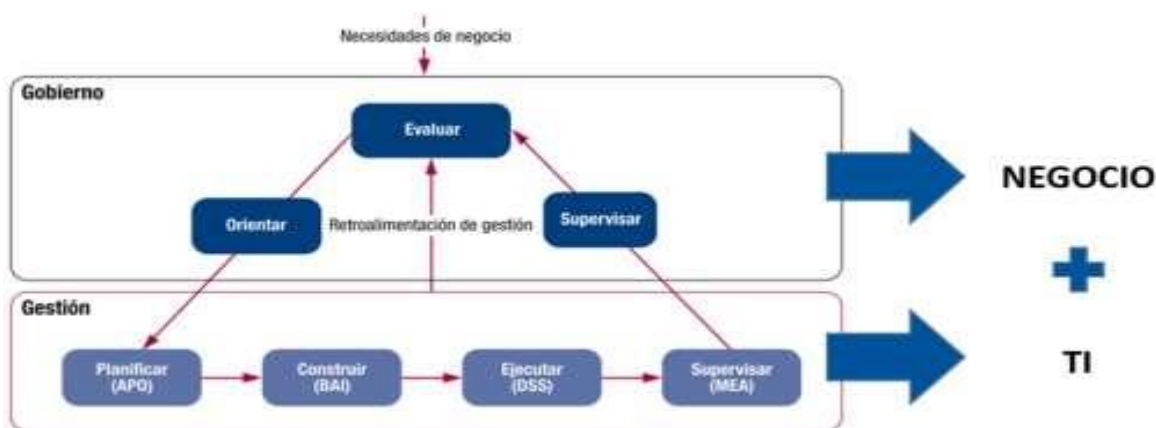 Necesidades de negocio
Gobierno
Evaluar
Orientar
Retroalimentación de gestión
Supervisar
NEGOCIO
Gestión
Planificar
(APO)
Construir
(BAI)
Ejecutar
(DSS)
Supervisar
(MEA)
TI